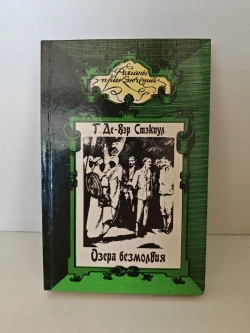 Романы
приключений
Г. Де-Вэр Стэкпул
Озера безмолвия